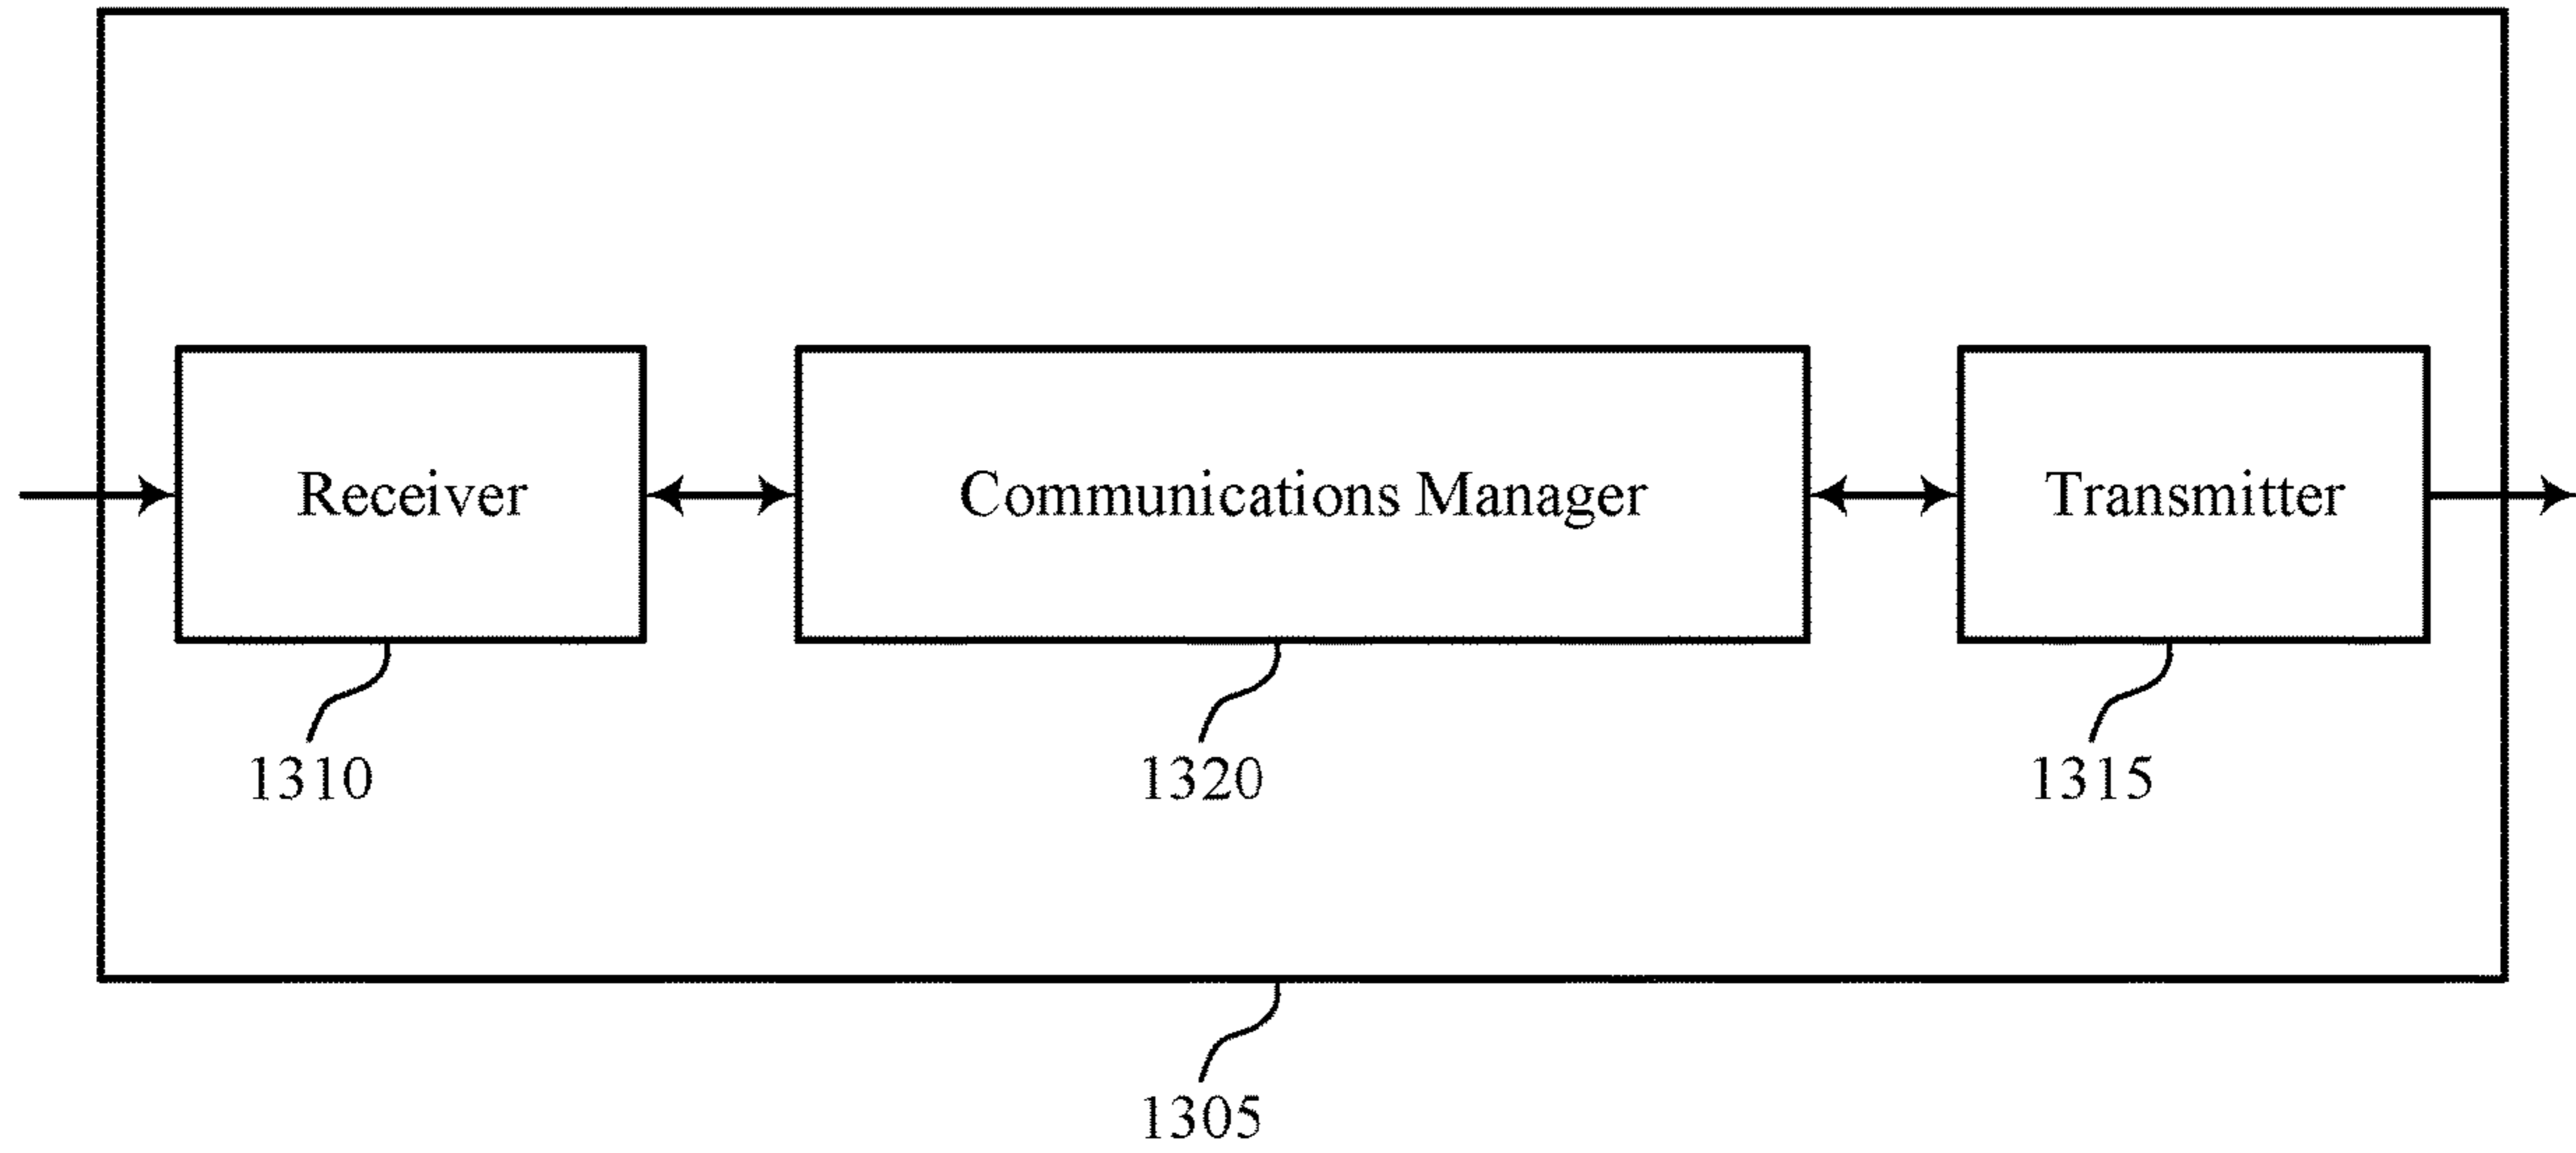 Receiver
Communications Manager
Transmitter
1310
1320
1315
1305